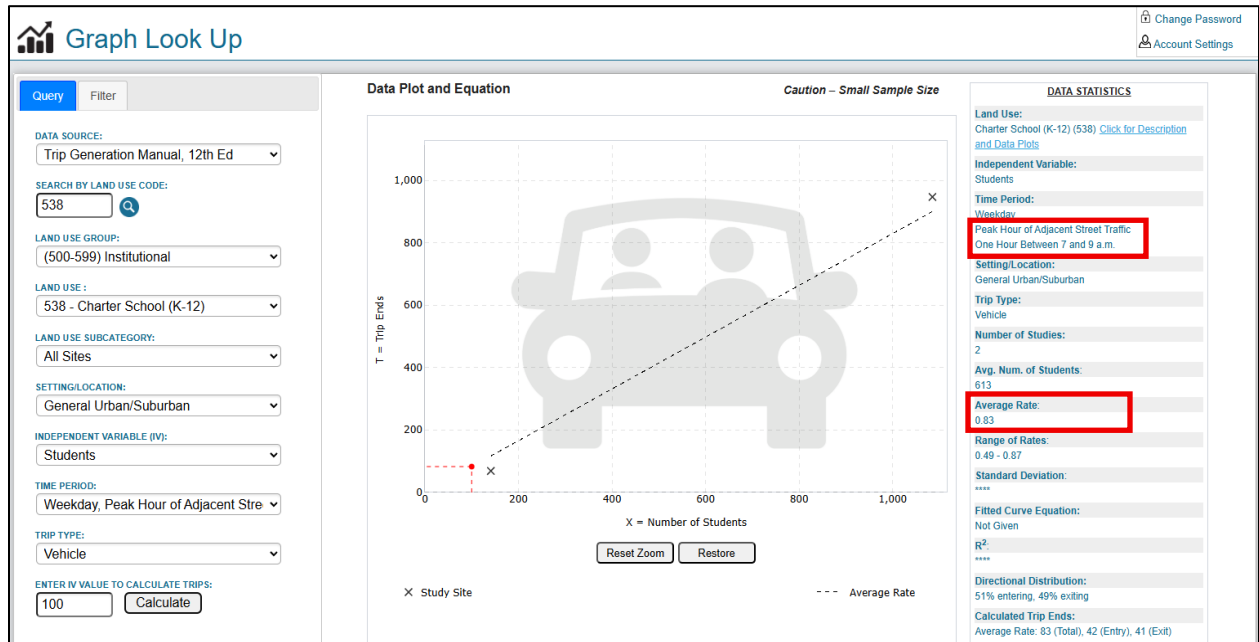 Graph Look Up
Change Password
Account Settings
Query
Filter
DATA SOURCE:
Trip Generation Manual, 12th Ed
SEARCH BY LAND USE CODE:
538
LAND USE GROUP:
(500-599) Institutional
LAND USE :
538 - Charter School (K-12)
LAND USE SUBCATEGORY:
All Sites
SETTING/LOCATION:
General Urban/Suburban
INDEPENDENT VARIABLE (IV):
Students
TIME PERIOD:
Weekday, Peak Hour of Adjacent Stree
TRIP TYPE:
Vehicle
ENTER IV VALUE TO CALCULATE TRIPS:
100
Calculate
Data Plot and Equation
Caution – Small Sample Size
1,000
800
600
400
200
0
T = Trip Ends
0
200
400
600
800
1,000
X = Number of Students
Reset Zoom
Restore
Study Site
Average Rate
DATA STATISTICS
Land Use:
Charter School (K-12) (538) Click for Description
and Data Plots
Independent Variable:
Students
Time Period:
Weekday
Peak Hour of Adjacent Street Traffic
One Hour Between 7 and 9 a.m.
Setting/Location:
General Urban/Suburban
Trip Type:
Vehicle
Number of Studies:
2
Avg. Num. of Students:
613
Average Rate:
0.83
Range of Rates:
0.49 - 0.87
Standard Deviation:
****
Fitted Curve Equation:
Not Given
R²:
****
Directional Distribution:
51% entering, 49% exiting
Calculated Trip Ends:
Average Rate: 83 (Total), 42 (Entry), 41 (Exit)